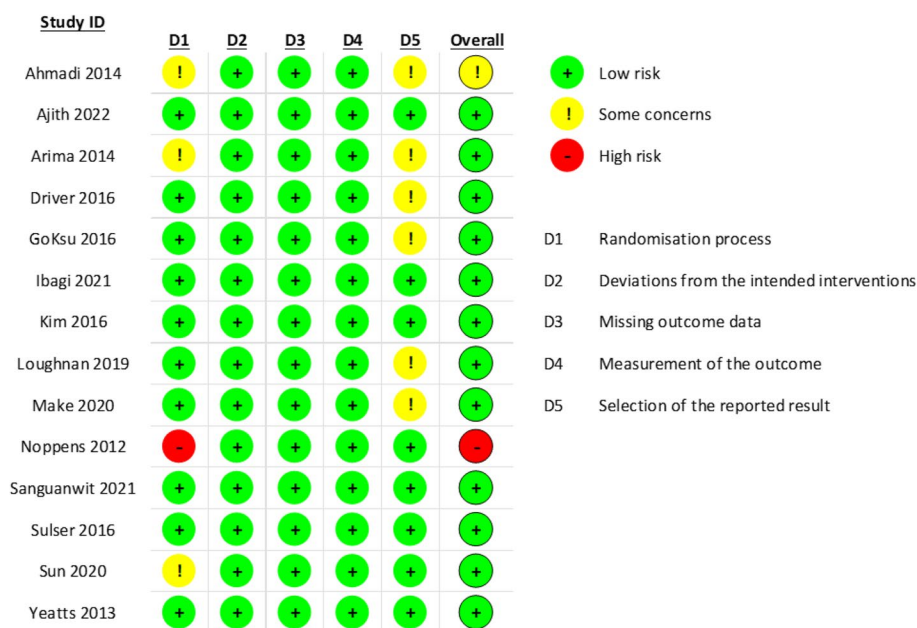 Study ID
D1 D2 D3 D4 D5 Overall
Ahmadi 2014 ! + + + ! !
Ajith 2022 + + + + + +
Arima 2014 ! + + + ! +
Driver 2016 + + + + ! +
GoKsu 2016 + + + + ! +
Ibagi 2021 + + + + + +
Kim 2016 + + + + + +
Loughnan 2019 + + + + ! +
Make 2020 + + + + ! +
Noppens 2012 - + + + + -
Sanguanwit 2021 + + + + + +
Sulser 2016 + + + + + +
Sun 2020 ! + + + + +
Yeatts 2013 + + + + + +
+ Low risk
! Some concerns
- High risk
D1 Randomisation process
D2 Deviations from the intended interventions
D3 Missing outcome data
D4 Measurement of the outcome
D5 Selection of the reported result